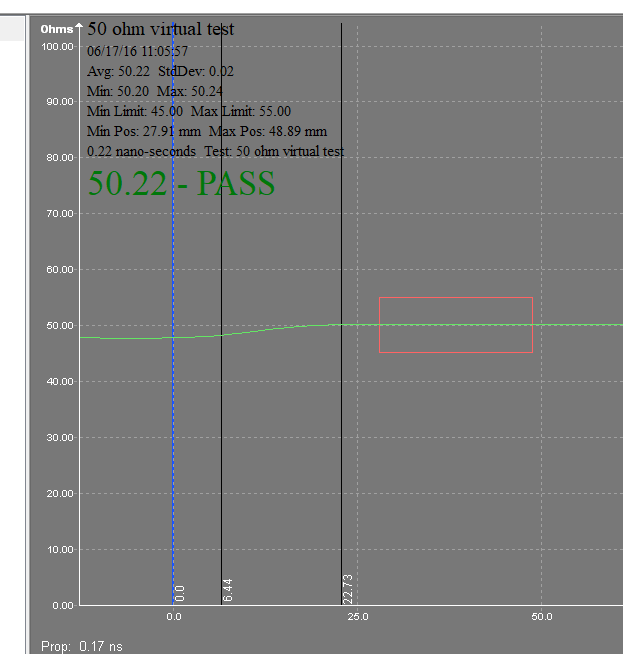 Ohms 50 ohm virtual test
100.00 06/17/16 11:05:57
Avg: 50.22 StdDev: 0.02
Min: 50.20 Max: 50.24
90.00
Min Limit: 45.00 Max Limit: 55.00
Min Pos: 27.91 mm Max Pos: 48.89 mm
80.00 0.22 nano-seconds Test: 50 ohm virtual test
50.22 - PASS
70.00
60.00
50.00
40.00
30.00
20.00
10.00
0.0
6.44
22.73
0.00
0.0 25.0 50.0
Prop: 0.17 ns